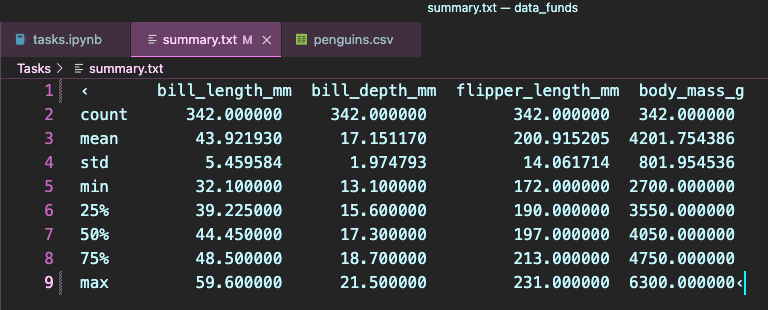 summary.txt — data_funds
tasks.ipynb summary.txt M × penguins.csv
Tasks > summary.txt
1 ‹ bill_length_mm bill_depth_mm flipper_length_mm body_mass_g
2 count 342.000000 342.000000 342.000000 342.000000
3 mean 43.921930 17.151170 200.915205 4201.754386
4 std 5.459584 1.974793 14.061714 801.954536
5 min 32.100000 13.100000 172.000000 2700.000000
6 25% 39.225000 15.600000 190.000000 3550.000000
7 50% 44.450000 17.300000 197.000000 4050.000000
8 75% 48.500000 18.700000 213.000000 4750.000000
9 max 59.600000 21.500000 231.000000 6300.000000‹